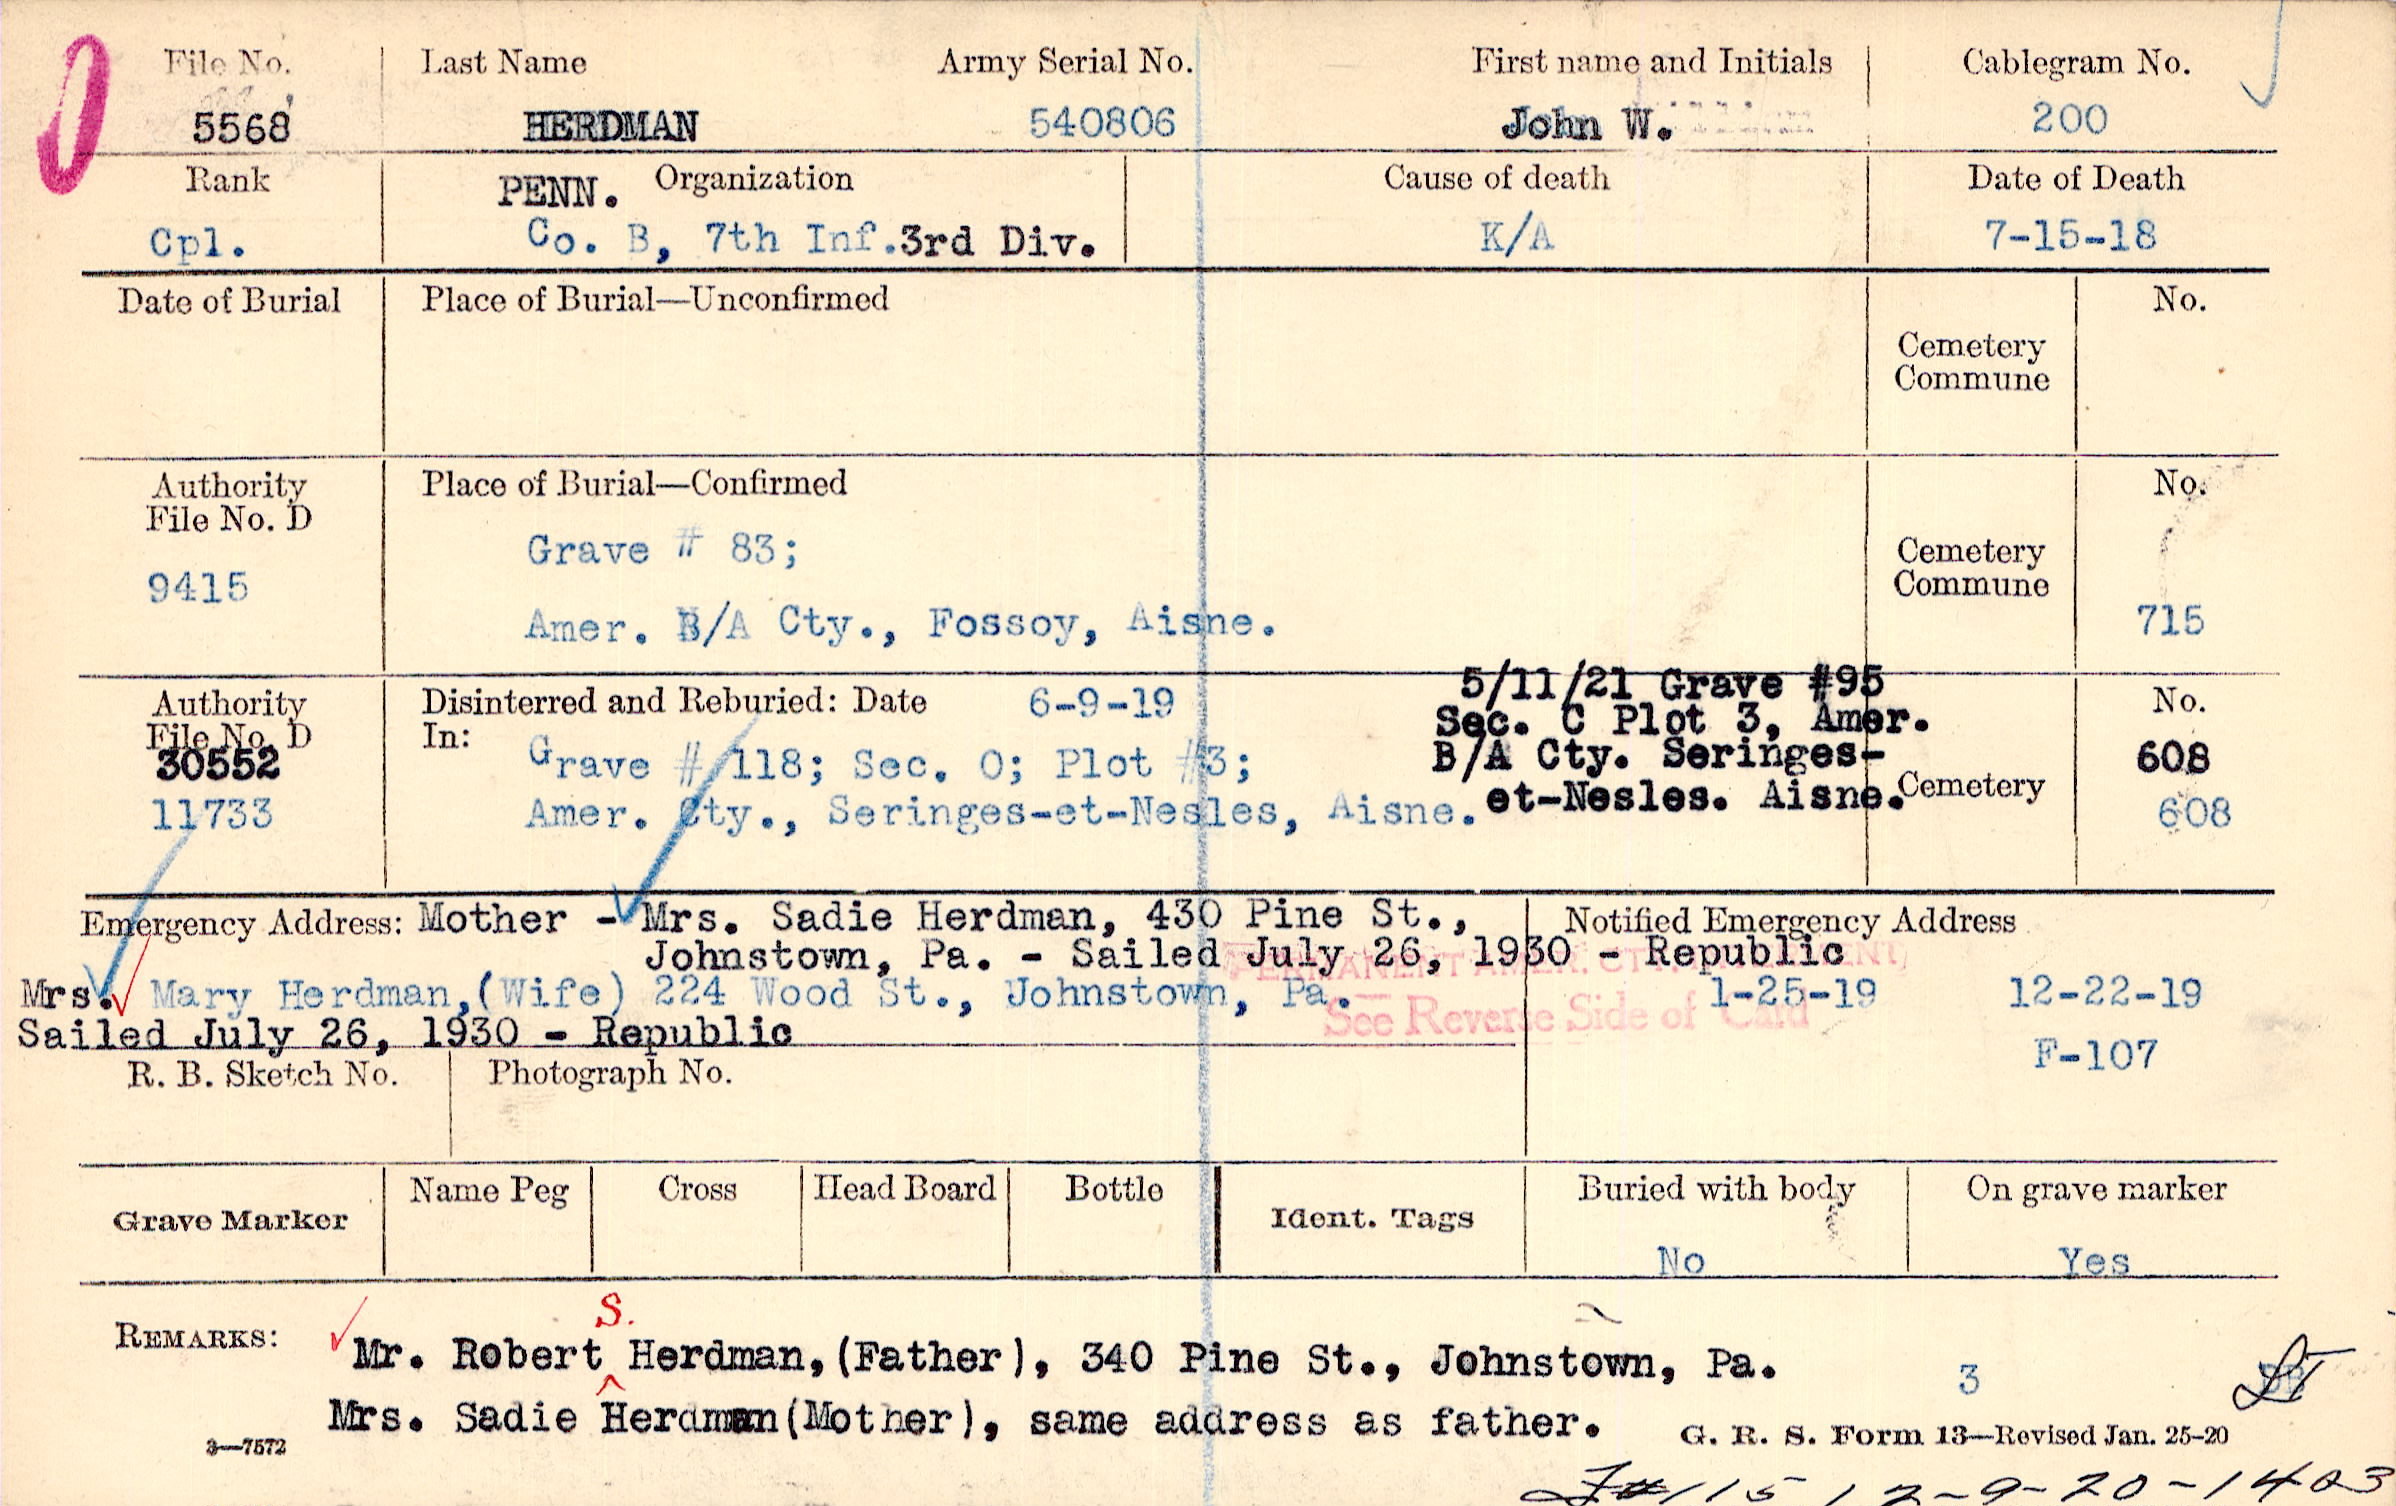 File No. Last Name Army Serial No. First name and Initials Cablegram No.
5568 HERDMAN 540806 John W. 200
Rank PENN. Organization Cause of death Date of Death
Cpl. Co. B, 7th Inf. 3rd Div. K/A 7-15-18
Date of Burial Place of Burial—Unconfirmed No.
Cemetery
Commune
Authority Place of Burial—Confirmed No.
File No. D
Grave # 83; Cemetery
9415 Commune
Amer. B/A Cty., Fossoy, Aisne. 715
Authority Disinterred and Reburied: Date 6-9-19 5/11/21 Grave #95 No.
File No. D In: Sec. C Plot 3, Amer.
30552 Grave # 118; Sec. O; Plot #3; B/A Cty. Seringes- 608
11733 Amer. Cty., Seringes-et-Nesles, Aisne. et-Nesles. Aisne. Cemetery 608
Emergency Address: Mother - Mrs. Sadie Herdman, 430 Pine St., Notified Emergency Address
Johnstown, Pa. - Sailed July 26, 1930 - Republic
PERMANENT AMER. CTY.
Mrs. Mary Herdman,(Wife) 224 Wood St., Johnstown, Pa. 1-25-19 12-22-19
See Reverse Side of Card
Sailed July 26, 1930 - Republic
F-107
R. B. Sketch No. Photograph No.
Grave Marker Name Peg Cross Head Board Bottle Ident. Tags Buried with body On grave marker
No Yes
S.
REMARKS: Mr. Robert Herdman,(Father), 340 Pine St., Johnstown, Pa.
3
Mrs. Sadie Herdman(Mother), same address as father.
3—7572 G. R. S. Form 13—Revised Jan. 25-20
12-9-20-1403